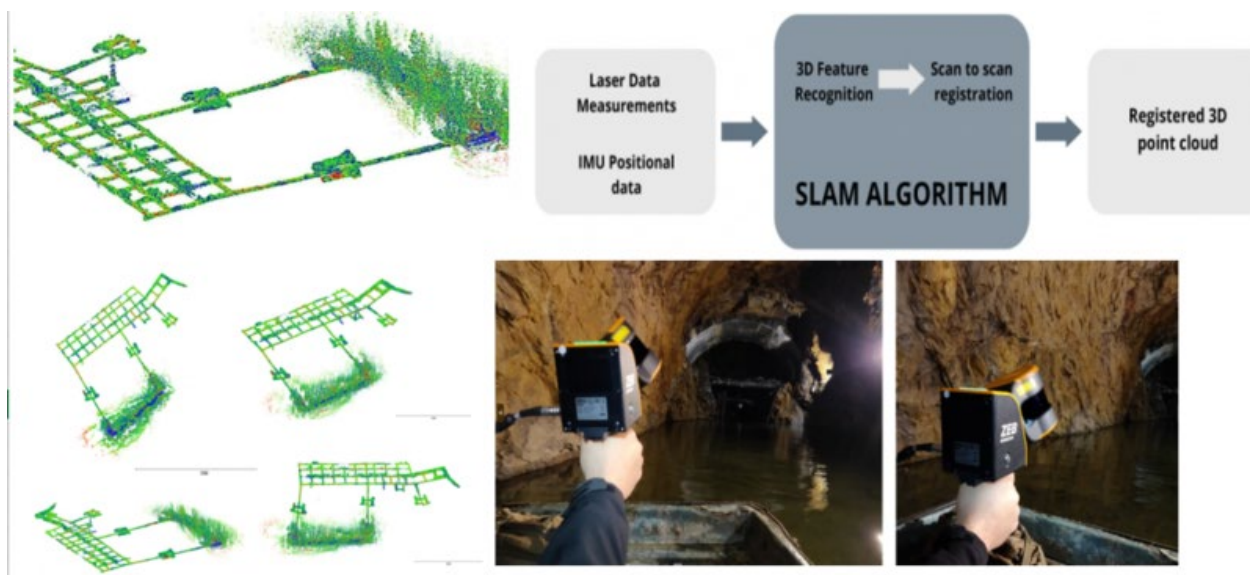 Laser Data
Measurements
IMU Positional
data
3D Feature
Recognition
Scan to scan
registration
SLAM ALGORITHM
Registered 3D
point cloud
ZEB
ZEB